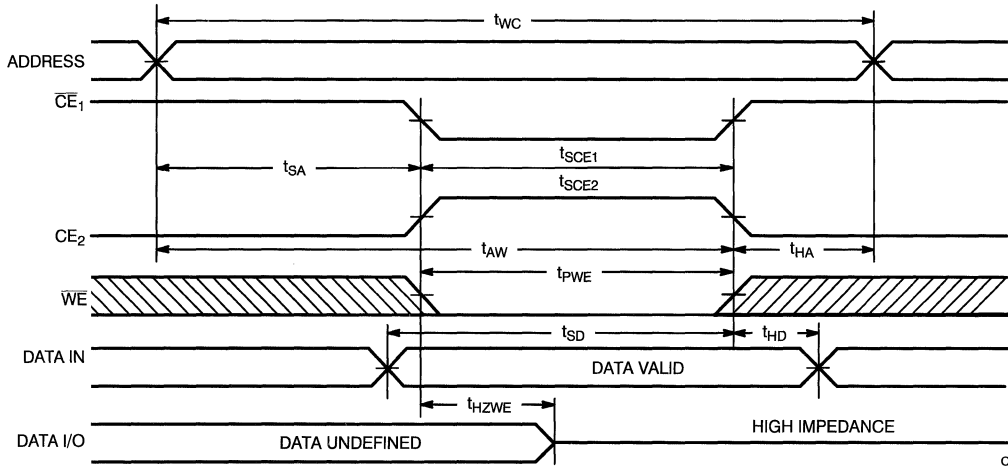 tWC
ADDRESS
CE1
tSA
tSCE1
tSCE2
CE2
tAW
tHA
tPWE
WE
tSD
tHD
DATA IN
DATA VALID
tHZWE
DATA I/O
DATA UNDEFINED
HIGH IMPEDANCE